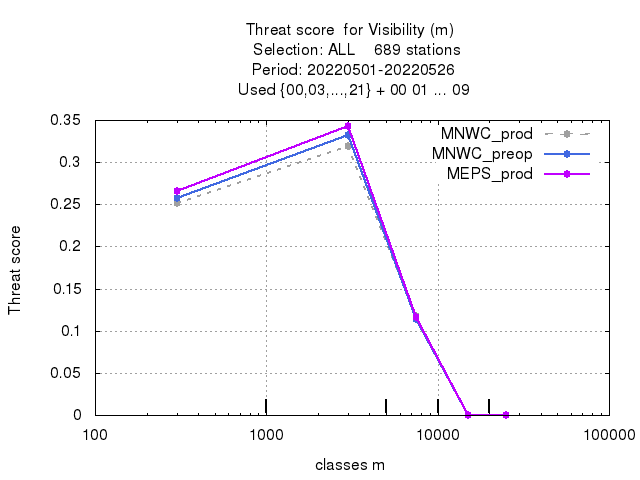 Threat score  for Visibility (m)
Selection: ALL    689 stations
Period: 20220501-20220526
Used {00,03,...,21} + 00 01 ... 09
MNWC_prod
MNWC_preop
MEPS_prod
Threat score
0.35
0.3
0.25
0.2
0.15
0.1
0.05
0
100
1000
10000
100000
classes m